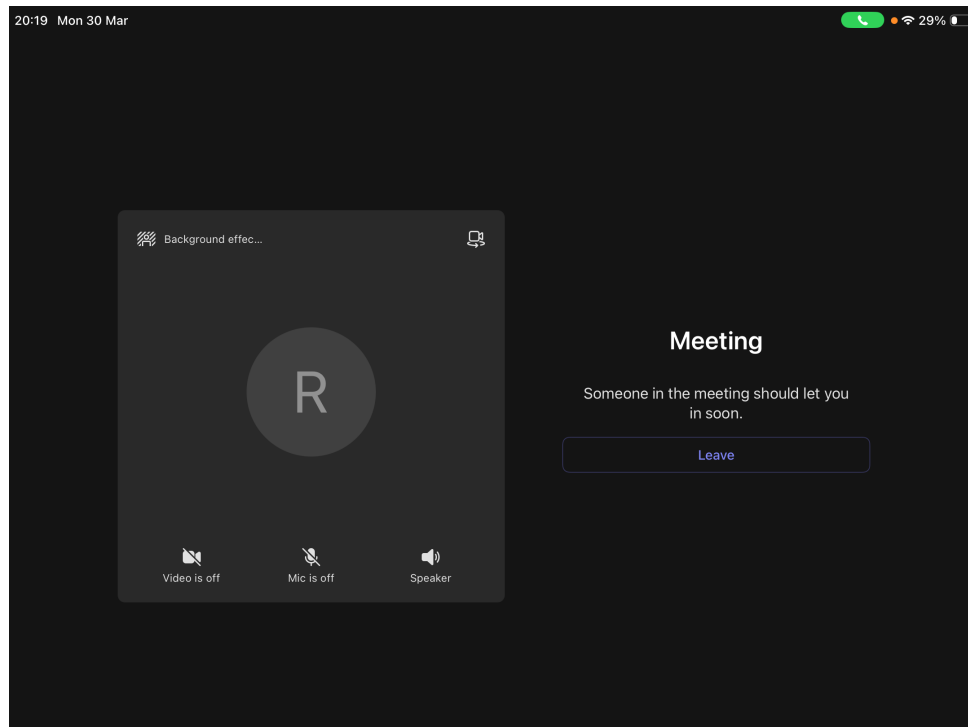 20:19 Mon 30 Mar
29%
Background effec...
R
Meeting
Someone in the meeting should let you
in soon.
Leave
Video is off
Mic is off
Speaker